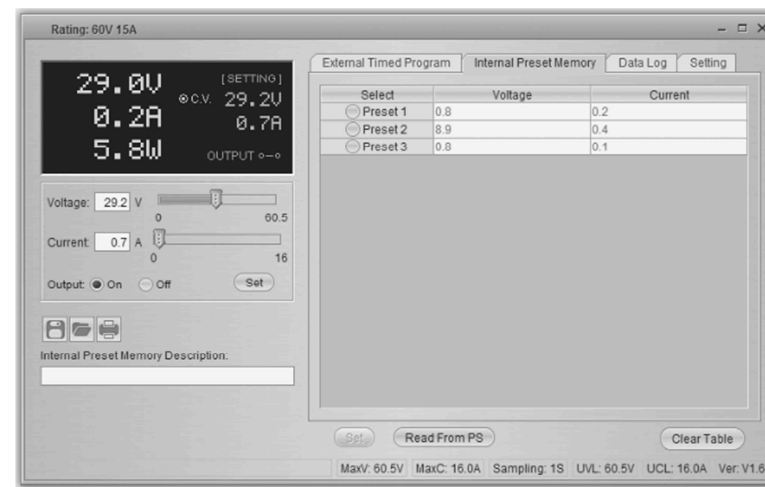 Rating: 60V 15A
29.0V
[SETTING]
C.V. 29.2V
0.2A
0.7A
5.8W
OUTPUT
Voltage: 29.2 V
0 60.5
Current: 0.7 A
0 16
Output: On Off Set
Internal Preset Memory Description:
External Timed Program Internal Preset Memory Data Log Setting
Select Voltage Current
Preset 1 0.8 0.2
Preset 2 8.9 0.4
Preset 3 0.8 0.1
Set Read From PS Clear Table
MaxV: 60.5V MaxC: 16.0A Sampling: 1S UVL: 60.5V UCL: 16.0A Ver: V1.6